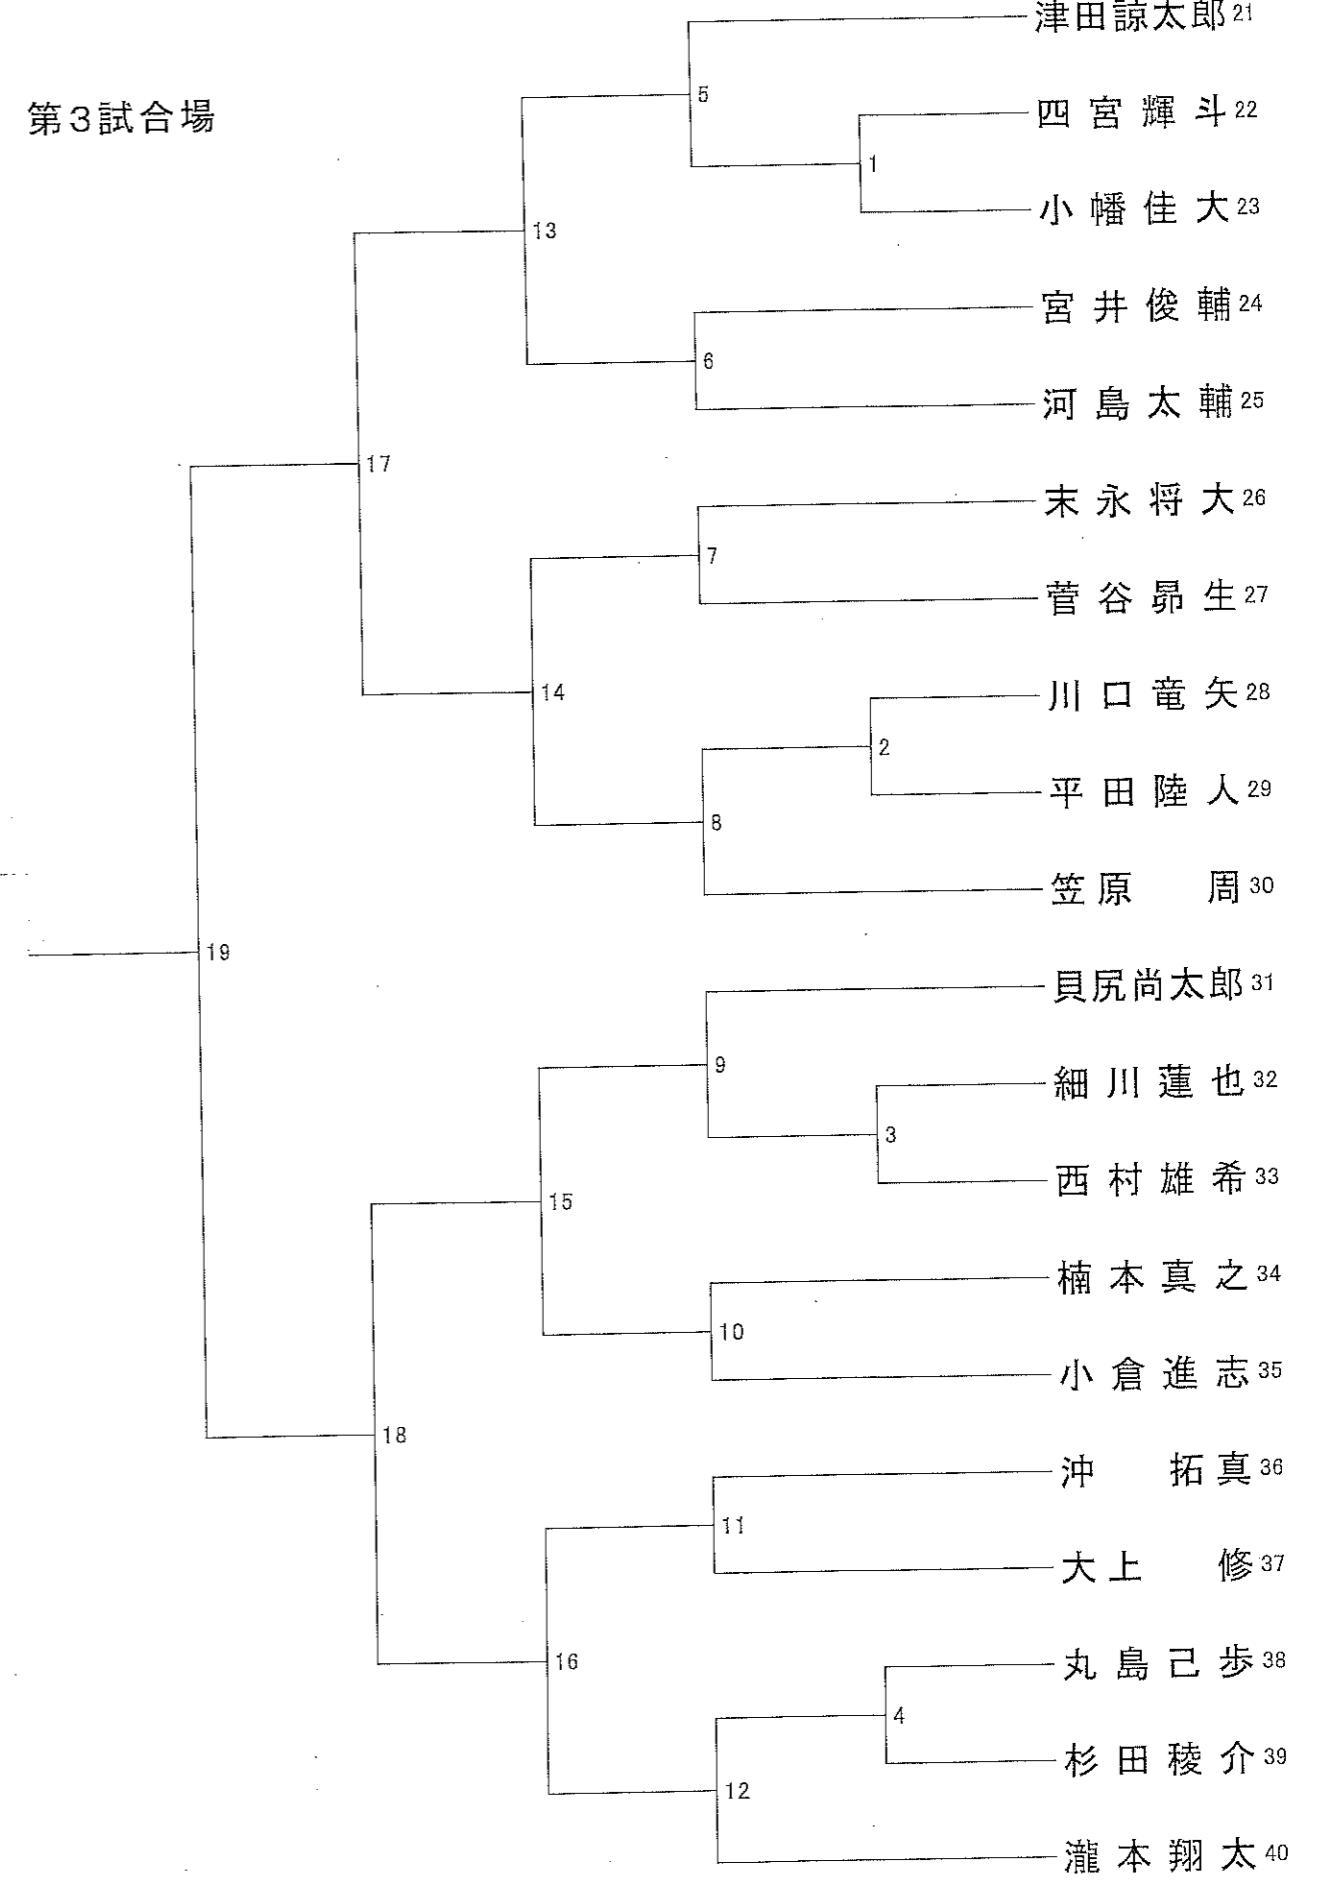 津田諒太郎21
第3試合場
5
四宮輝斗22
1
小幡佳大23
13
宮井俊輔24
6
河島太輔25
17
末永将大26
7
菅谷昴生27
14
川口竜矢28
2
平田陸人29
8
笠原 周30
19
貝尻尚太郎31
9
細川蓮也32
3
西村雄希33
15
楠本真之34
10
小倉進志35
18
沖 拓真36
11
大上 修37
16
丸島己歩38
4
杉田稜介39
12
瀧本翔太40